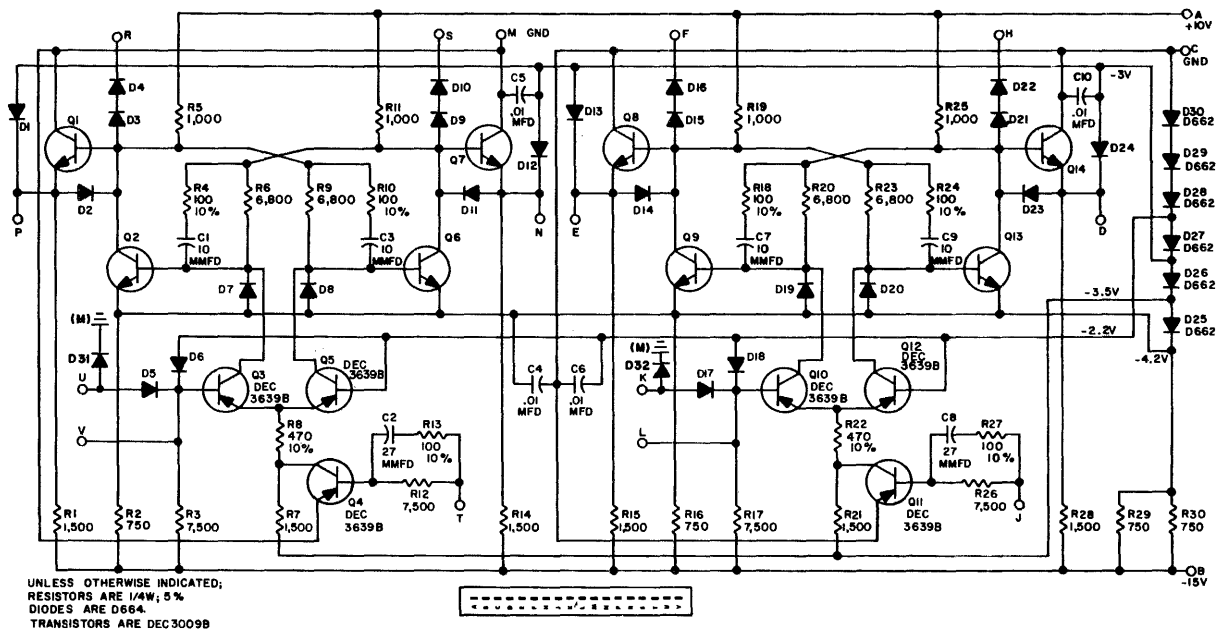 A
+10V
R
S
M GND
F
H
C
GND
D4
D10
C5
.01
MFD
D16
D22
C10
-3V
.01
MFD
D1
Q1
D3
R5
1,000
R11
1,000
D9
Q7
D12
D13
Q8
D15
R19
1,000
R25
1,000
D21
Q14
D24
D30
D662
D29
D662
D28
D662
D27
D662
D26
D662
D25
D662
R4
100
10%
R6
6,800
R9
6,800
R10
100
10%
R18
100
10%
R20
6,800
R23
6,800
R24
100
10%
D2
D11
D14
D23
P
N
E
D
Q2
C1
10
MMFD
C3
10
MMFD
Q6
Q9
C7
10
MMFD
C9
10
MMFD
Q13
D7
D8
D19
D20
-3.5V
-2.2V
-4.2V
(M)
D31
U
D5
D6
Q3
DEC
3639B
Q5
DEC
3639B
C4
.01
MFD
C6
.01
MFD
(M)
D32
K
D17
D18
Q10
DEC
3639B
Q12
DEC
3639B
V
L
R8
470
10%
C2
27
MMFD
R13
100
10%
R12
7,500
T
Q4
DEC
3639B
R22
470
10%
C8
27
MMFD
R27
100
10%
R26
7,500
J
Q11
DEC
3639B
R1
1,500
R2
750
R3
7,500
R7
1,500
R14
1,500
R15
1,500
R16
750
R17
7,500
R21
1,500
R28
1,500
R29
750
R30
750
B
-15V
UNLESS OTHERWISE INDICATED;
RESISTORS ARE 1/4W; 5%
DIODES ARE D664.
TRANSISTORS ARE DEC3009B